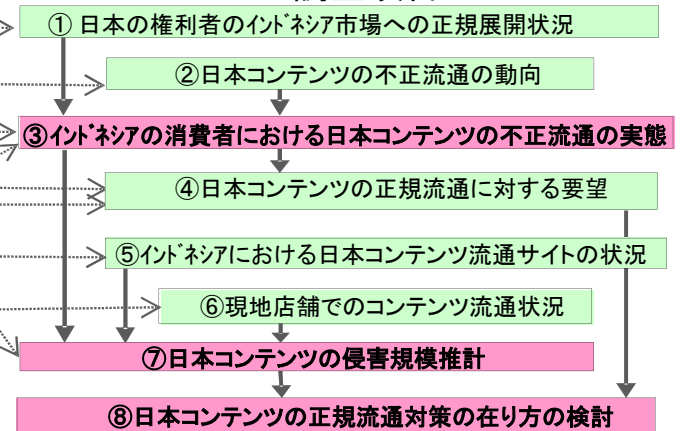 ① 日本の権利者のインドネシア市場への正規展開状況
②日本コンテンツの不正流通の動向
③インドネシアの消費者における日本コンテンツの不正流通の実態
④日本コンテンツの正規流通に対する要望
⑤インドネシアにおける日本コンテンツ流通サイトの状況
⑥現地店舗でのコンテンツ流通状況
⑦日本コンテンツの侵害規模推計
⑧日本コンテンツの正規流通対策の在り方の検討